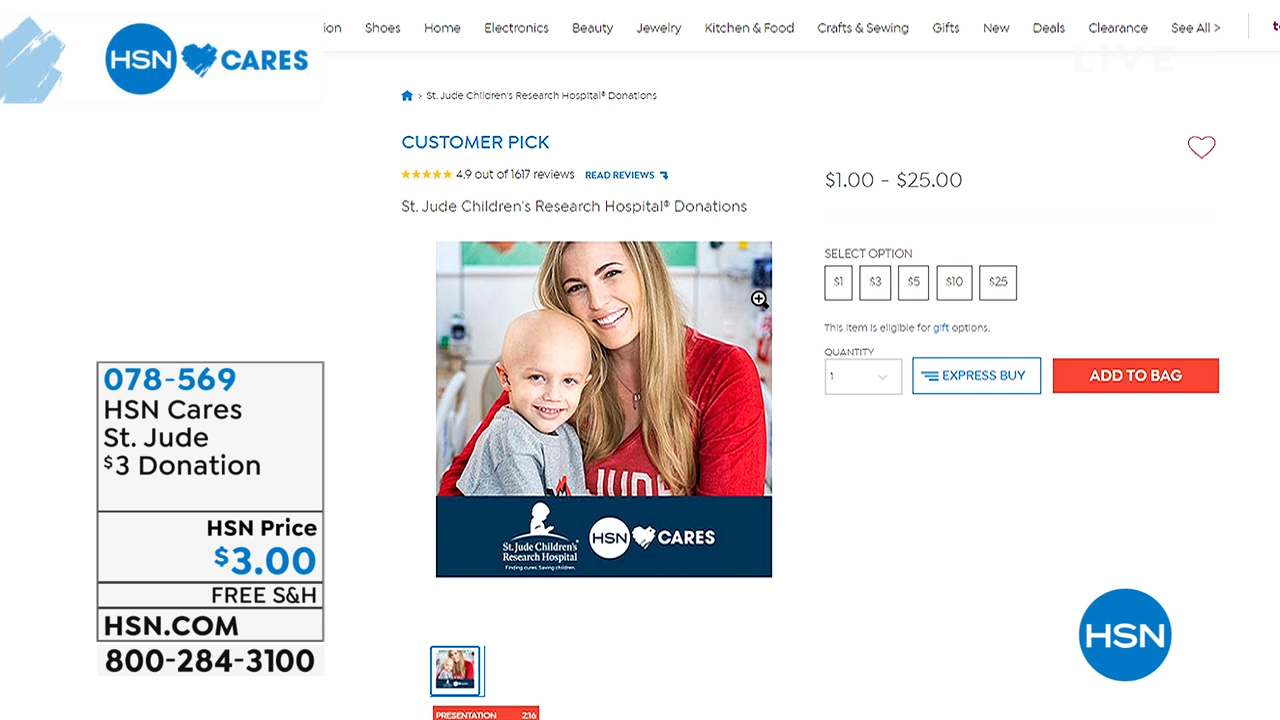 HSN CARES
Shoes Home Electronics Beauty Jewelry Kitchen & Food Crafts & Sewing Gifts New Deals Clearance See All >
LIVE
> St. Jude Children's Research Hospital® Donations
CUSTOMER PICK
4.9 out of 1617 reviews READ REVIEWS
St. Jude Children's Research Hospital® Donations
$1.00 - $25.00
SELECT OPTION
$1 $3 $5 $10 $25
This item is eligible for gift options.
QUANTITY
1 EXPRESS BUY ADD TO BAG
St. Jude Children's
Research Hospital
Finding cures. Saving children.
HSN CARES
PRESENTATION 2:16
078-569
HSN Cares
St. Jude
$3 Donation
HSN Price
$3.00
FREE S&H
HSN.COM
800-284-3100
HSN